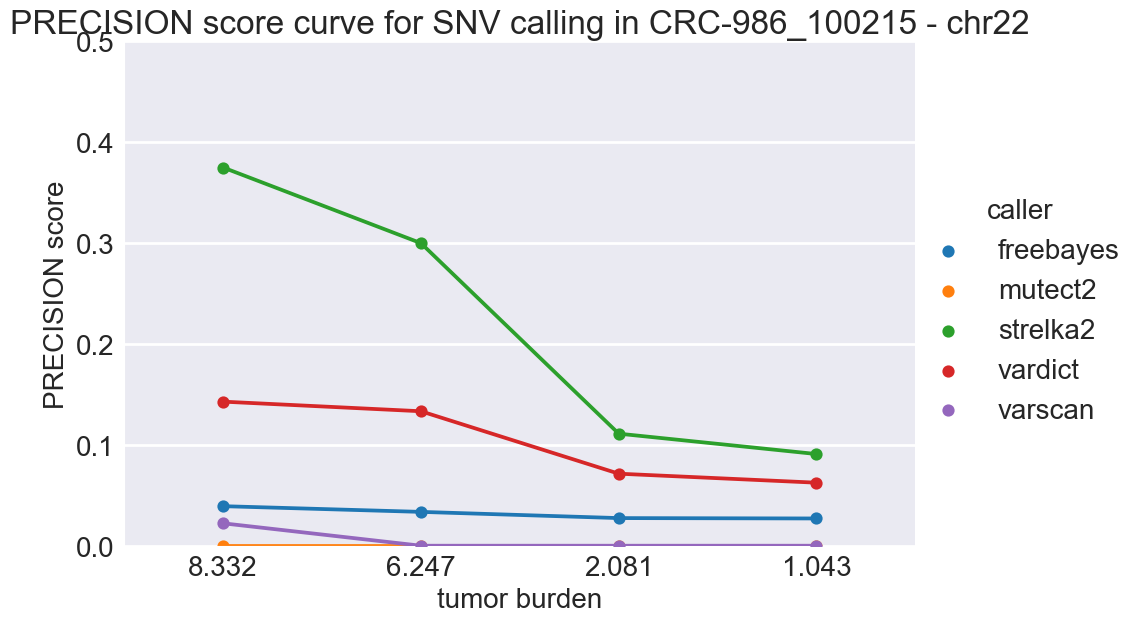 PRECISION score curve for SNV calling in CRC-986_100215 - chr22
0.5
0.4
0.3
0.2
0.1
0.0
PRECISION score
8.332 6.247 2.081 1.043
tumor burden
caller
freebayes
mutect2
strelka2
vardict
varscan